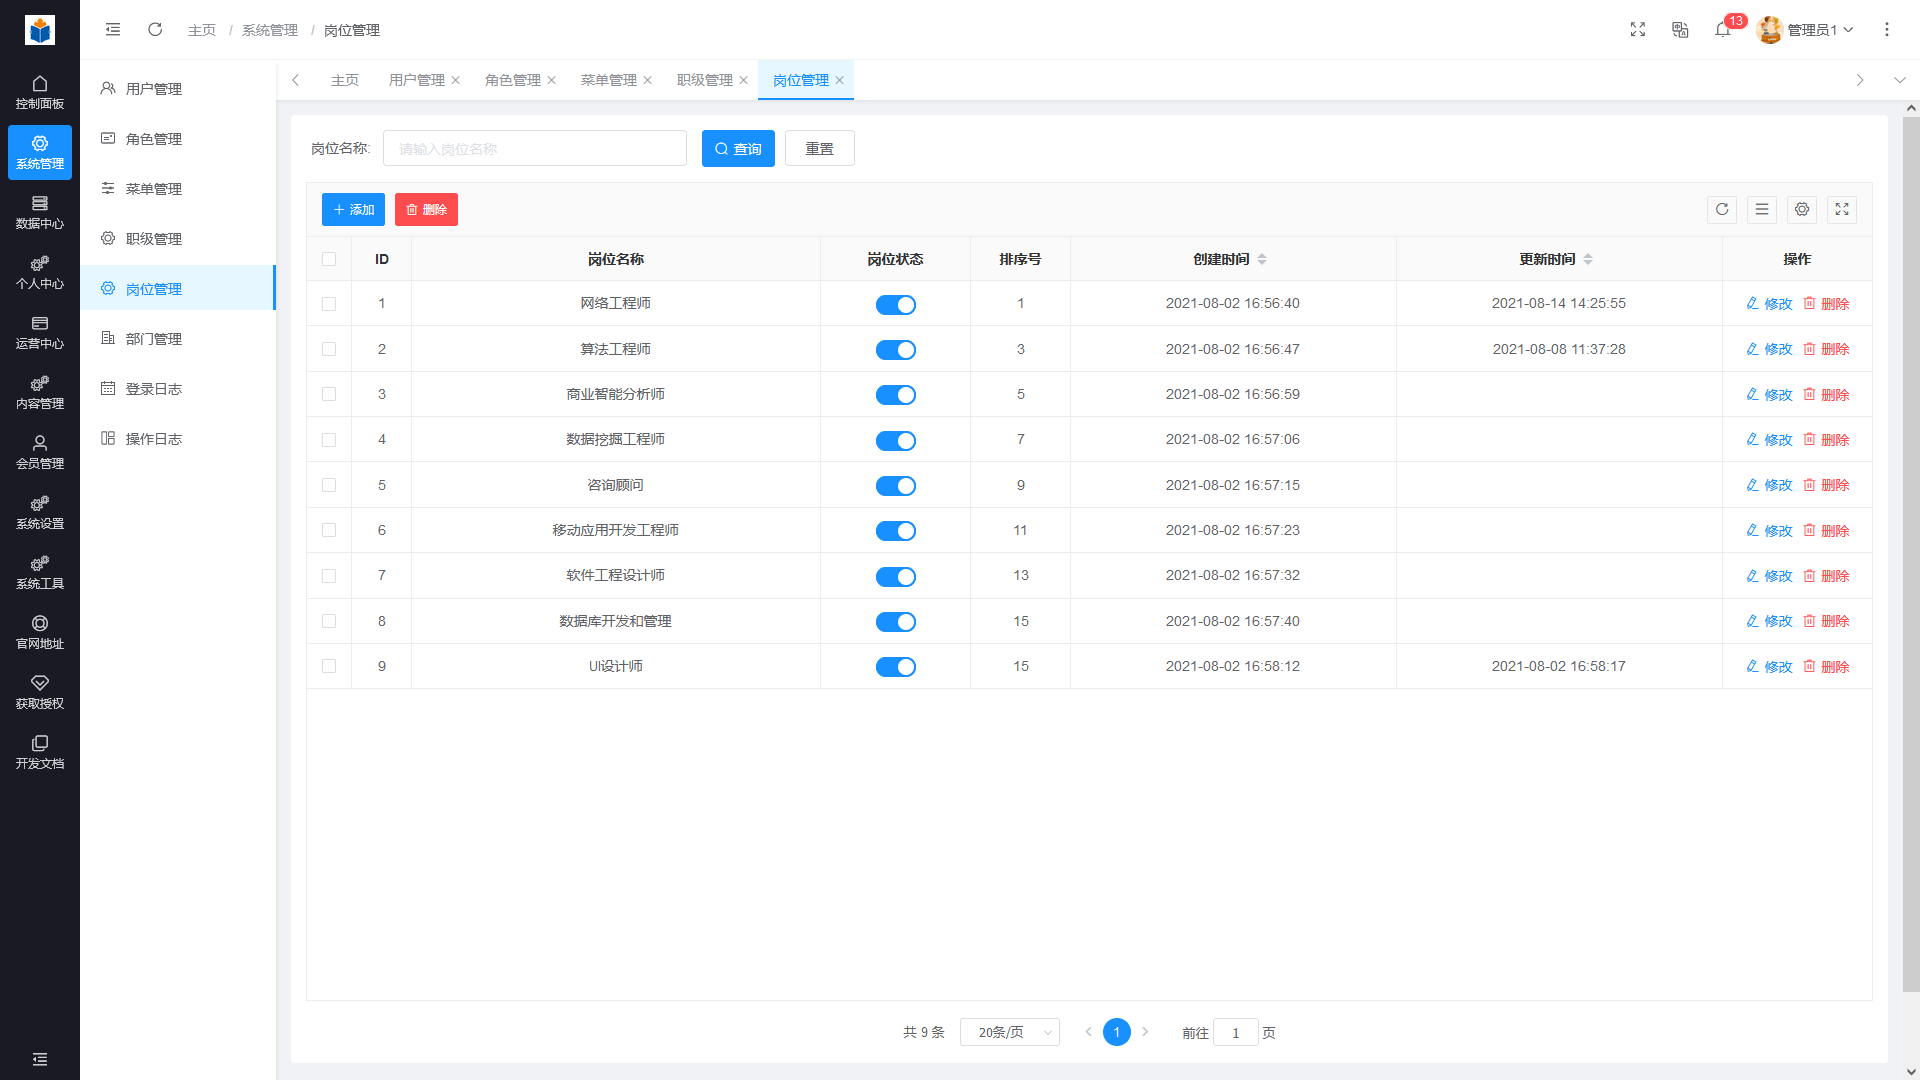 主页 / 系统管理 / 岗位管理
13
管理员1
控制面板
系统管理
数据中心
个人中心
运营中心
内容管理
会员管理
系统设置
系统工具
官网地址
获取授权
开发文档
用户管理
角色管理
菜单管理
职级管理
岗位管理
部门管理
登录日志
操作日志
主页 用户管理 角色管理 菜单管理 职级管理 岗位管理
岗位名称: 请输入岗位名称 查询 重置
添加 删除
ID 岗位名称 岗位状态 排序号 创建时间 更新时间 操作
1 网络工程师 1 2021-08-02 16:56:40 2021-08-14 14:25:55 修改 删除
2 算法工程师 3 2021-08-02 16:56:47 2021-08-08 11:37:28 修改 删除
3 商业智能分析师 5 2021-08-02 16:56:59 修改 删除
4 数据挖掘工程师 7 2021-08-02 16:57:06 修改 删除
5 咨询顾问 9 2021-08-02 16:57:15 修改 删除
6 移动应用开发工程师 11 2021-08-02 16:57:23 修改 删除
7 软件工程设计师 13 2021-08-02 16:57:32 修改 删除
8 数据库开发和管理 15 2021-08-02 16:57:40 修改 删除
9 UI设计师 15 2021-08-02 16:58:12 2021-08-02 16:58:17 修改 删除
共 9 条 20条/页 1 前往 1 页